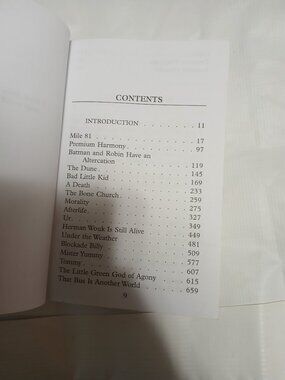 CONTENTS
INTRODUCTION . . . . . . . . 11
Mile 81 . . . . . . . . . . . 17
Premium Harmony . . . . . . . . 97
Batman and Robin Have an
Altercation . . . . . . . . . 119
The Dune . . . . . . . . . . 145
Bad Little Kid . . . . . . . . 169
A Death . . . . . . . . . . 233
The Bone Church . . . . . . . 259
Morality . . . . . . . . . . 275
Afterlife . . . . . . . . . . 327
Ur . . . . . . . . . . . . 349
Herman Wouk Is Still Alive . . . . 449
Under the Weather . . . . . . . 481
Blockade Billy . . . . . . . . 509
Mister Yummy . . . . . . . . 577
Tommy . . . . . . . . . . . 607
The Little Green God of Agony . . . 615
That Bus Is Another World . . . . 659
9